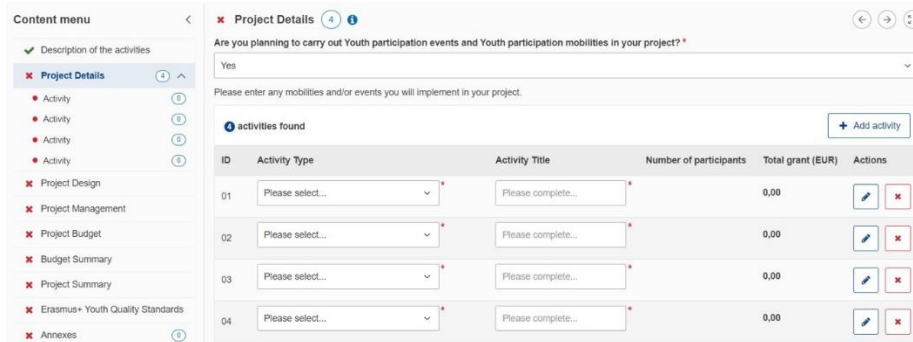 Content menu
Description of the activities
Project Details 4
Activity 0
Activity 0
Activity 0
Activity 0
Project Design
Project Management
Project Budget
Budget Summary
Project Summary
Erasmus+ Youth Quality Standards
Annexes 0
Project Details 4
Are you planning to carry out Youth participation events and Youth participation mobilities in your project? *
Yes
Please enter any mobilities and/or events you will implement in your project.
4 activities found
+ Add activity
ID Activity Type Activity Title Number of participants Total grant (EUR) Actions
01 Please select... * Please complete... * 0,00
02 Please select... * Please complete... * 0,00
03 Please select... * Please complete... * 0,00
04 Please select... * Please complete... * 0,00